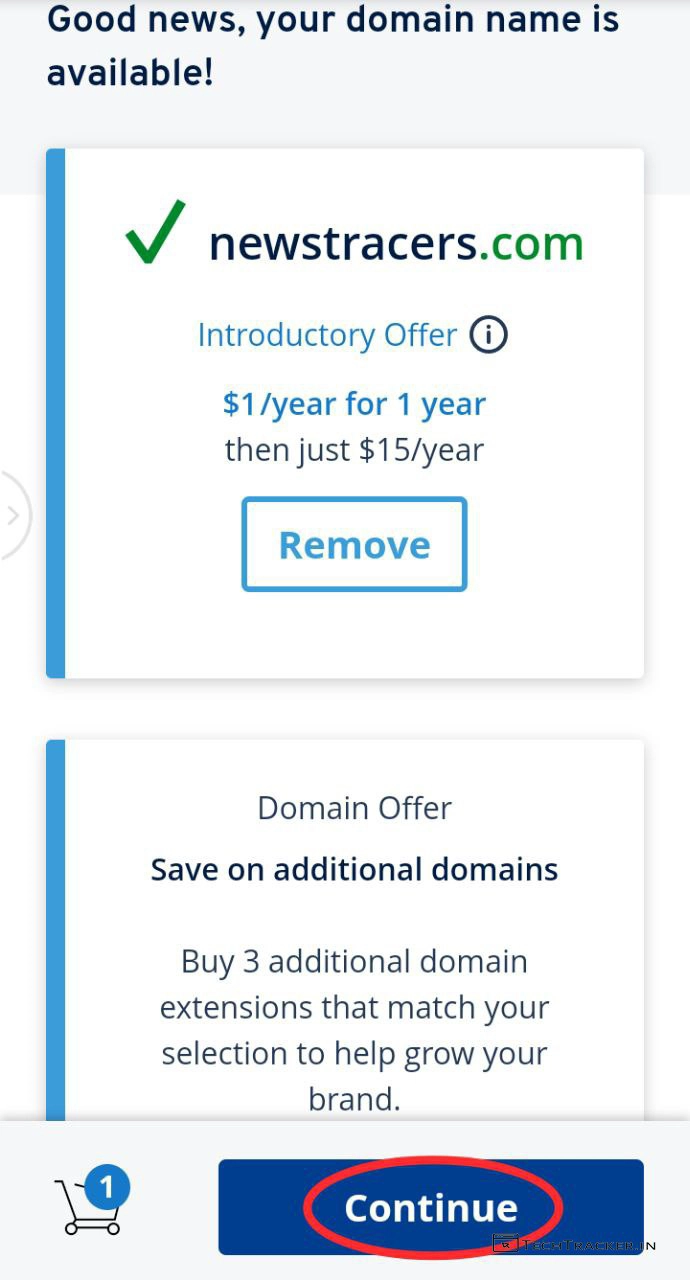 Good news, your domain name is
available!
newstracers.com
Introductory Offer
$1/year for 1 year
then just $15/year
Remove
Domain Offer
Save on additional domains
Buy 3 additional domain
extensions that match your
selection to help grow your
brand.
1
Continue
TechTracker.in